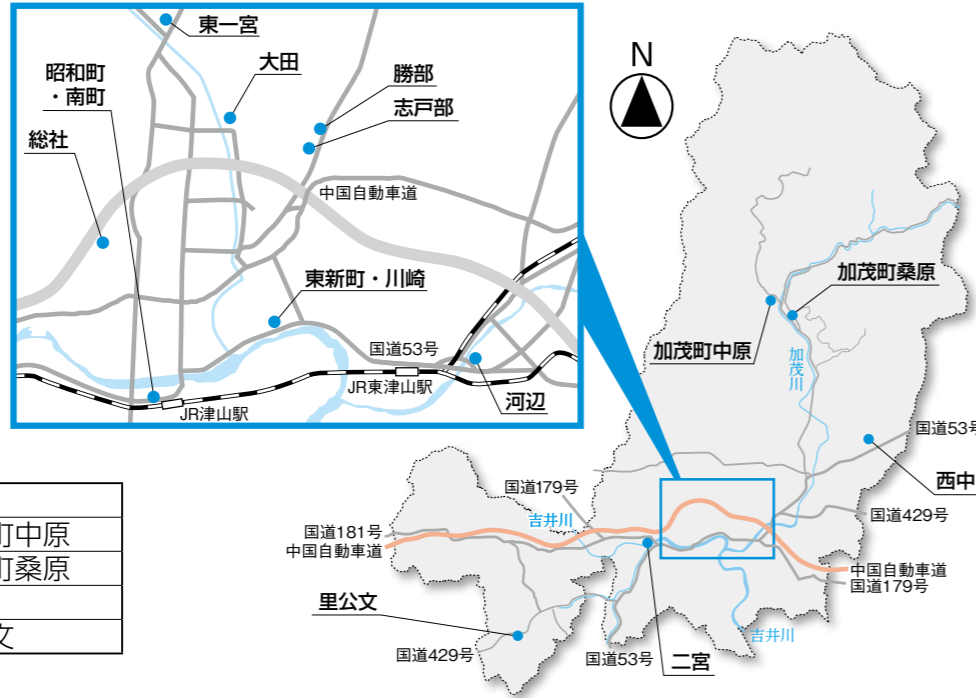 東一宮
昭和町
・南町
大田
勝部
志戸部
総社
中国自動車道
東新町・川崎
国道53号
JR東津山駅
JR津山駅
河辺
N
加茂町桑原
加茂町中原
加茂川
国道53号
西中
国道179号
吉井川
国道181号
中国自動車道
国道429号
中国自動車道
国道179号
里公文
国道429号
国道53号
二宮
吉井川
町中原
町桑原
文